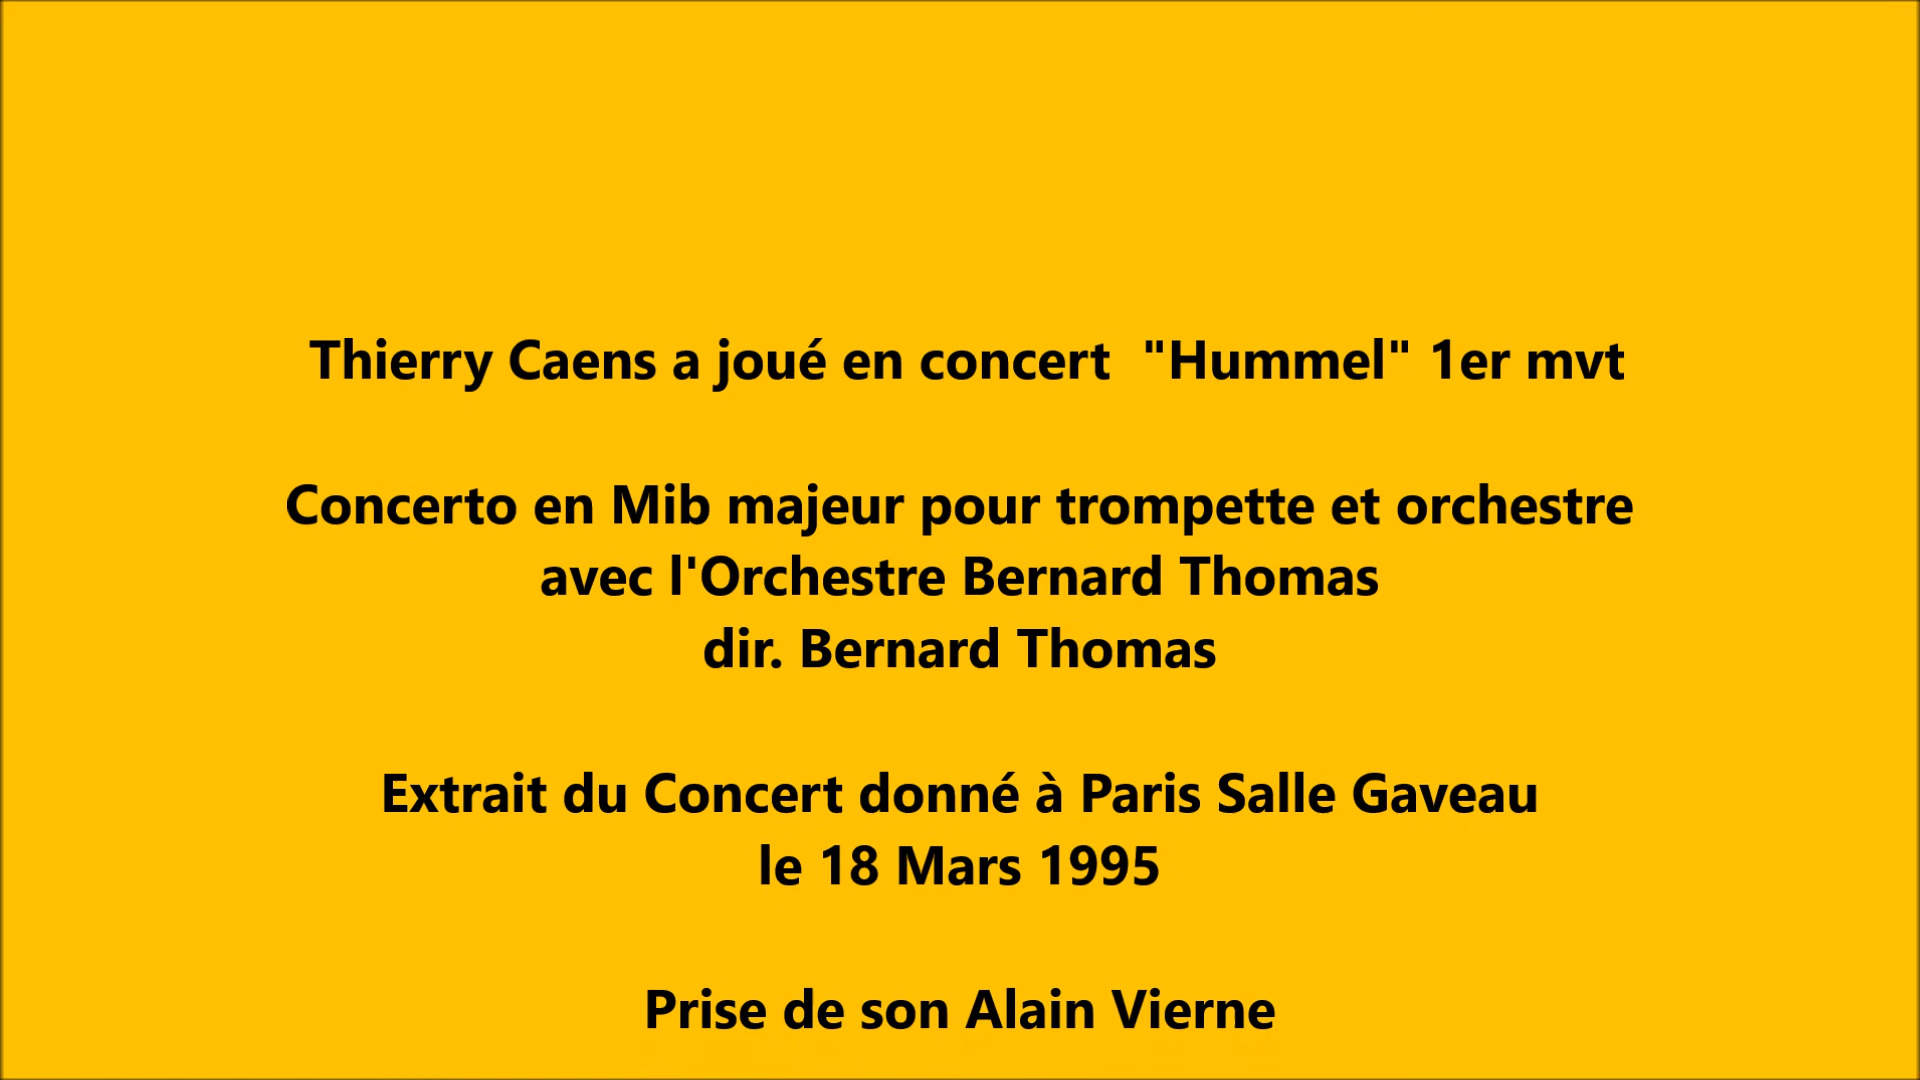 Thierry Caens a joué en concert  "Hummel" 1er mvt
Concerto en Mib majeur pour trompette et orchestre
avec l'Orchestre Bernard Thomas
dir. Bernard Thomas
Extrait du Concert donné à Paris Salle Gaveau
le 18 Mars 1995
Prise de son Alain Vierne